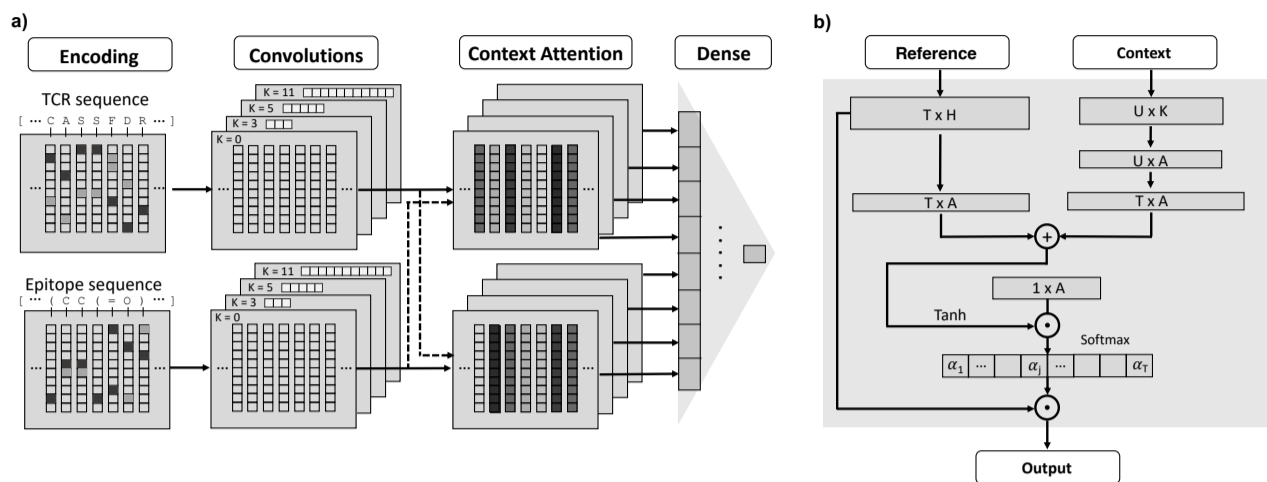 a)
Encoding
Convolutions
Context Attention
Dense
TCR sequence
[ ··· C A S S F D R ··· ]
··· ···
K = 11
K = 5
K = 3
K = 0
··· ···
··· ···
Epitope sequence
[ ··· ( C C ( = O ) ··· ]
··· ···
K = 11
K = 5
K = 3
K = 0
··· ···
··· ···
b)
Reference
Context
T x H
U x K
U x A
T x A
T x A
+
1 x A
Tanh
Softmax
α1 ··· αj ··· αT
Output